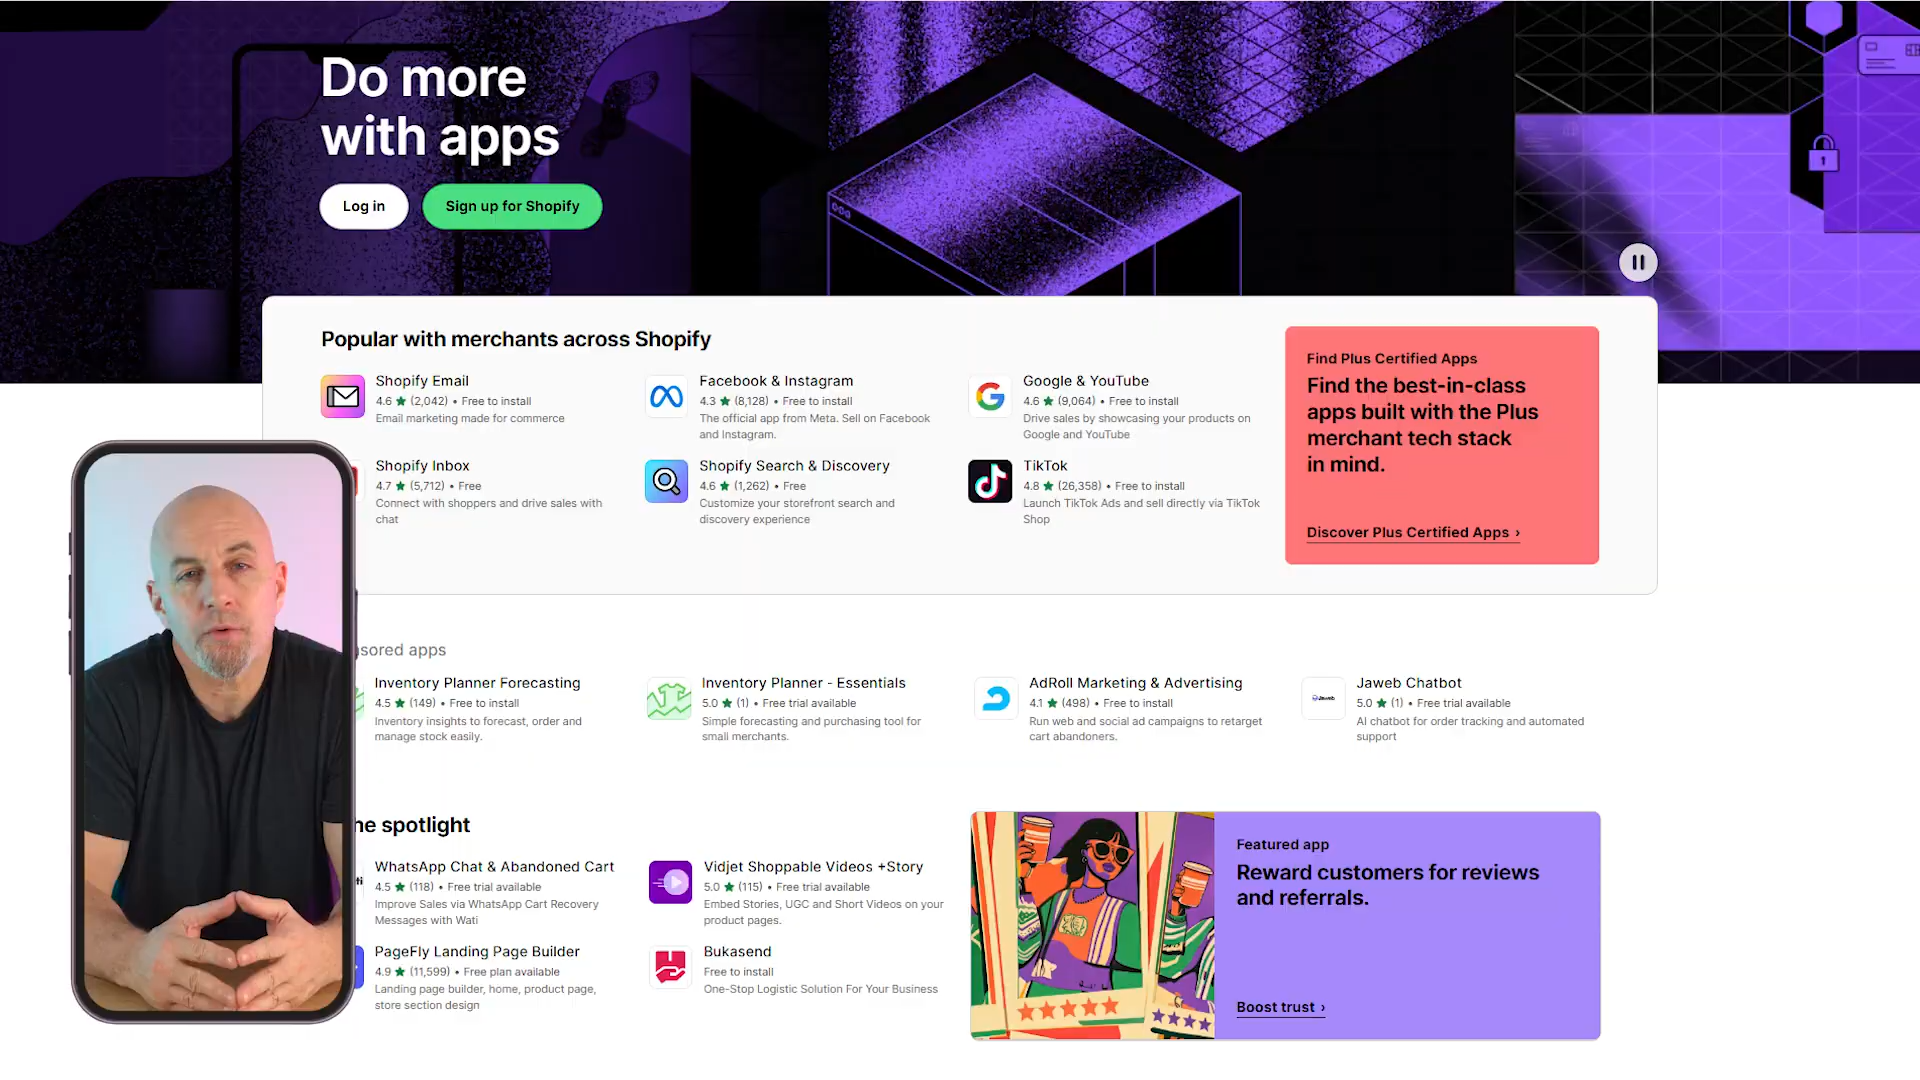 Do more
with apps
Log in
Sign up for Shopify
Popular with merchants across Shopify
Shopify Email
4.6 ★ (2,042) • Free to install
Email marketing made for commerce
Facebook & Instagram
4.3 ★ (8,128) • Free to install
The official app from Meta. Sell on Facebook
and Instagram.
Google & YouTube
4.6 ★ (9,064) • Free to install
Drive sales by showcasing your products on
Google and YouTube
Shopify Inbox
4.7 ★ (5,712) • Free
Connect with shoppers and drive sales with
chat
Shopify Search & Discovery
4.6 ★ (1,262) • Free
Customize your storefront search and
discovery experience
TikTok
4.8 ★ (26,358) • Free to install
Launch TikTok Ads and sell directly via TikTok
Shop
Find Plus Certified Apps
Find the best-in-class
apps built with the Plus
merchant tech stack
in mind.
Discover Plus Certified Apps ›
sored apps
Inventory Planner Forecasting
4.5 ★ (149) • Free to install
Inventory insights to forecast, order and
manage stock easily.
Inventory Planner - Essentials
5.0 ★ (1) • Free trial available
Simple forecasting and purchasing tool for
small merchants.
AdRoll Marketing & Advertising
4.1 ★ (498) • Free to install
Run web and social ad campaigns to retarget
cart abandoners.
Jaweb
Jaweb Chatbot
5.0 ★ (1) • Free trial available
AI chatbot for order tracking and automated
support
he spotlight
WhatsApp Chat & Abandoned Cart
4.5 ★ (118) • Free trial available
Improve Sales via WhatsApp Cart Recovery
Messages with Wati
Vidjet Shoppable Videos +Story
5.0 ★ (115) • Free trial available
Embed Stories, UGC and Short Videos on your
product pages.
PageFly Landing Page Builder
4.9 ★ (11,599) • Free plan available
Landing page builder, home, product page,
store section design
Bukasend
Free to install
One-Stop Logistic Solution For Your Business
Featured app
Reward customers for reviews
and referrals.
Boost trust ›